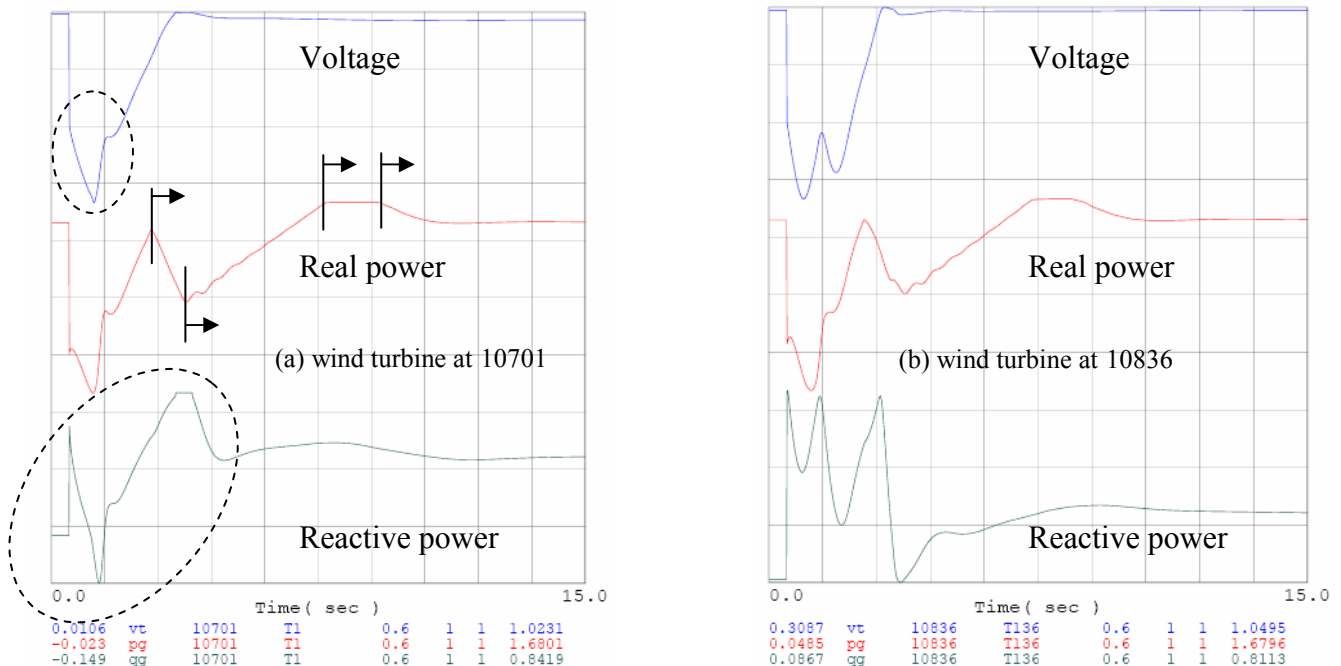 Voltage
Real power
(a) wind turbine at 10701
Reactive power
0.0 Time( sec ) 15.0
0.0106 vt 10701 T1 0.6 1 1 1.0231
-0.023 pg 10701 T1 0.6 1 1 1.6801
-0.149 qg 10701 T1 0.6 1 1 0.8419
Voltage
Real power
(b) wind turbine at 10836
Reactive power
0.0 Time( sec ) 15.0
0.3087 vt 10836 T136 0.6 1 1 1.0495
0.0485 pg 10836 T136 0.6 1 1 1.6796
0.0867 qg 10836 T136 0.6 1 1 0.8113